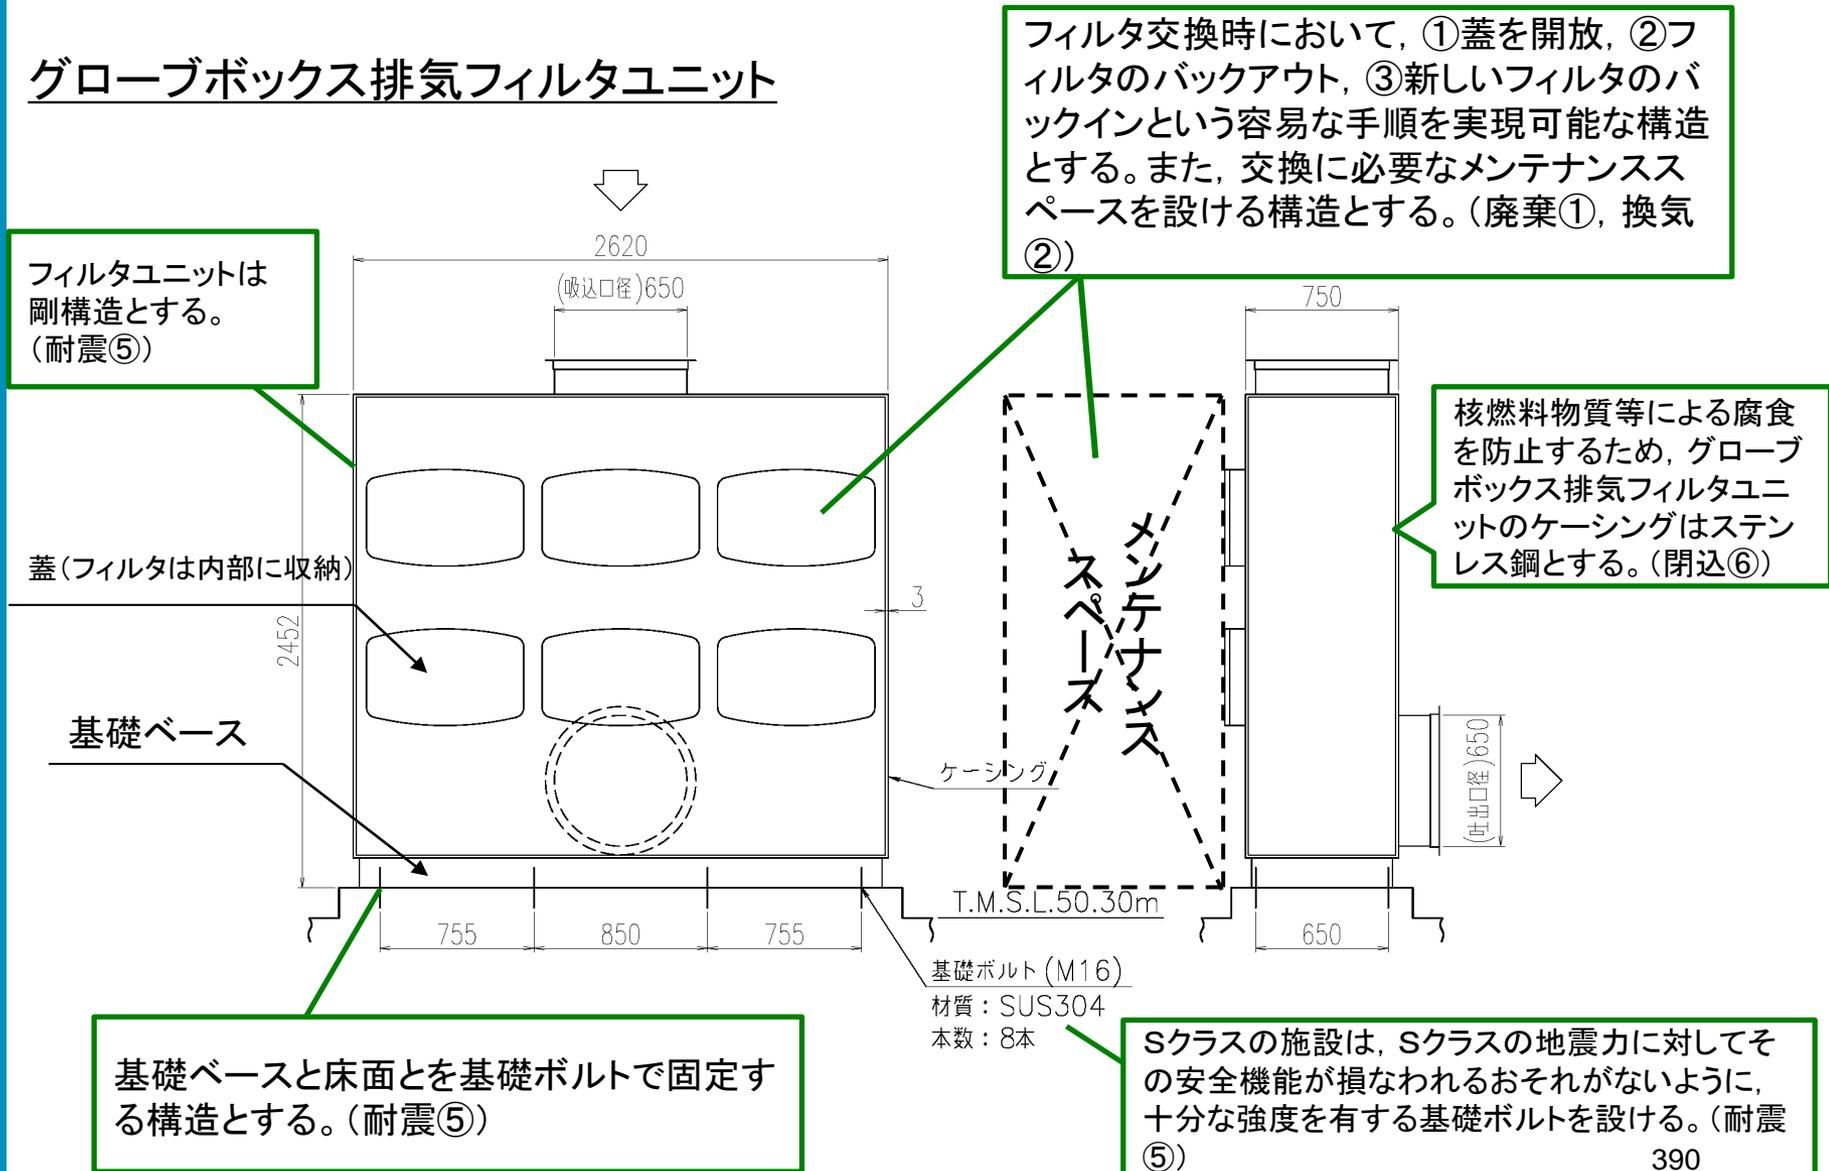 グローブボックス排気フィルタユニット
フィルタ交換時において, ①蓋を開放, ②フ
ィルタのバックアウト, ③新しいフィルタのバ
ックインという容易な手順を実現可能な構造
とする。また, 交換に必要なメンテナンスス
ペースを設ける構造とする。（廃棄①, 換気
②）
フィルタユニットは
剛構造とする。
（耐震⑤）
2620
(吸込口径)650
750
核燃料物質等による腐食
を防止するため, グローブ
ボックス排気フィルタユニ
ットのケーシングはステン
レス鋼とする。（閉込⑥）
蓋（フィルタは内部に収納）
3
2452
メンテナンス
スペース
基礎ベース
ケーシング
(吐出口径)650
T.M.S.L.50.30m
755
850
755
650
基礎ボルト(M16)
材質：SUS304
本数：8本
基礎ベースと床面とを基礎ボルトで固定す
る構造とする。（耐震⑤）
Sクラスの施設は, Sクラスの地震力に対してそ
の安全機能が損なわれるおそれがないように,
十分な強度を有する基礎ボルトを設ける。（耐震
⑤）
390